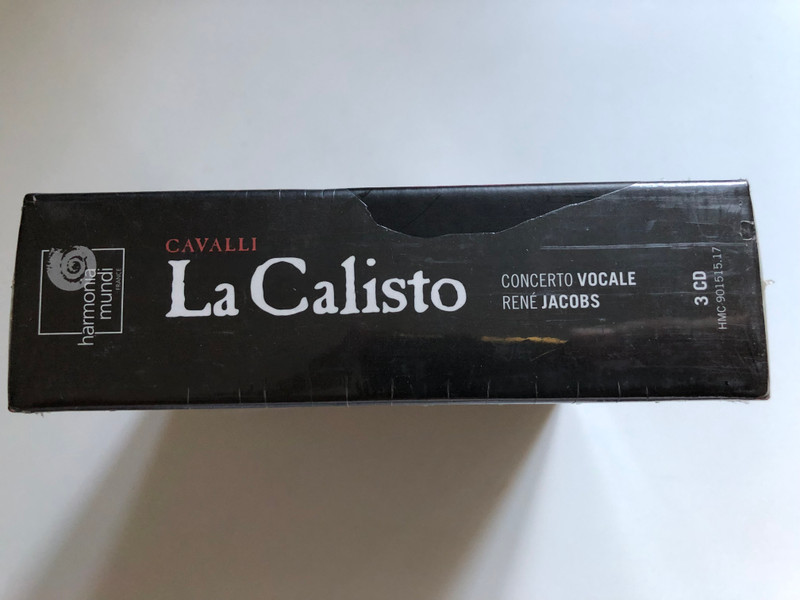 harmonia
mundi
FRANCE
CAVALLI
La Calisto
CONCERTO VOCALE
RENÉ JACOBS
3 CD
HMC 901515.17